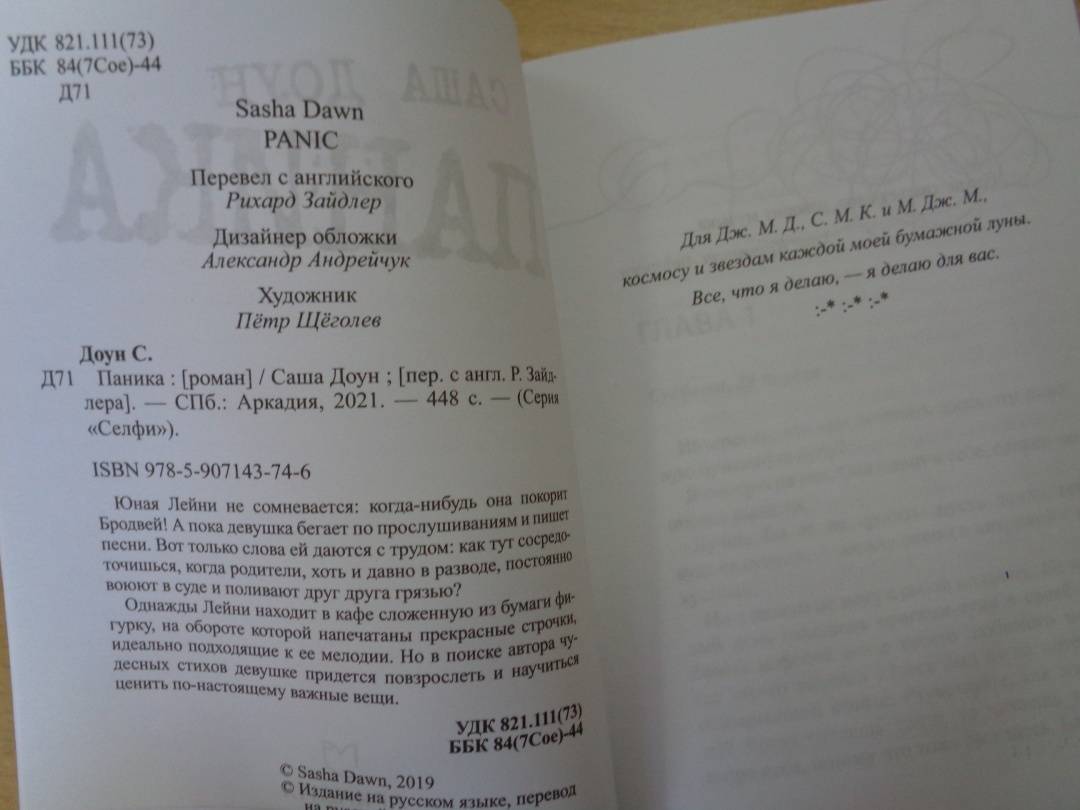 УДК 821.111(73)
ББК 84(7Сое)-44
Д71
Sasha Dawn
PANIC
Перевел с английского
Рихард Зайдлер
Дизайнер обложки
Александр Андрейчук
Художник
Пётр Щёголев
Доун С.
Д71 Паника : [роман] / Саша Доун ; [пер. с англ. Р. Зайд-
лера]. — СПб.: Аркадия, 2021. — 448 с. — (Серия
«Селфи»).
ISBN 978-5-907143-74-6
Юная Лейни не сомневается: когда-нибудь она покорит
Бродвей! А пока девушка бегает по прослушиваниям и пишет
песни. Вот только слова ей даются с трудом: как тут сосредо-
точишься, когда родители, хоть и давно в разводе, постоянно
воюют в суде и поливают друг друга грязью?
Однажды Лейни находит в кафе сложенную из бумаги фи-
гурку, на обороте которой напечатаны прекрасные строчки,
идеально подходящие к ее мелодии. Но в поиске автора чу-
десных стихов девушке придется повзрослеть и научиться
ценить по-настоящему важные вещи.
УДК 821.111(73)
ББК 84(7Сое)-44
© Sasha Dawn, 2019
© Издание на русском языке, перевод
на русский
Для Дж. М. Д., С. М. К. и М. Дж. М.,
космосу и звездам каждой моей бумажной луны.
Все, что я делаю, — я делаю для вас.
:-* :-* :-*
САША ДОУН
ПАНИКА
ГЛАВА 1